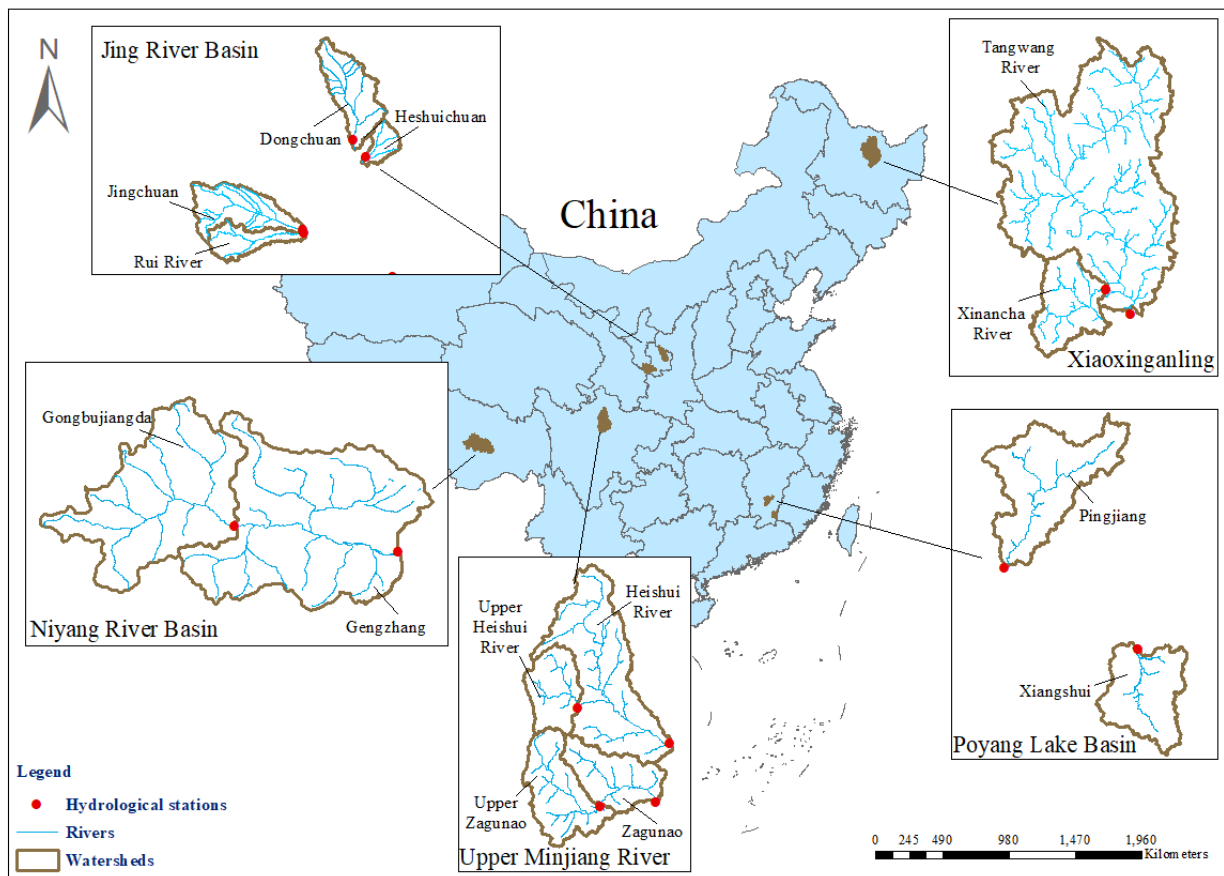 Jing River Basin
N
Dongchuan
Heshuichuan
Jingchuan
Rui River
China
Tangwang
River
Xinancha
River
Xiaoxinganling
Gongbujiangda
Gengzhang
Niyang River Basin
Heishui
River
Upper
Heishui
River
Upper
Zagunao
Zagunao
Upper Minjiang River
Pingjiang
Xiangshui
Poyang Lake Basin
Legend
Hydrological stations
Rivers
Watersheds
0 245 490 980 1,470 1,960
Kilometers